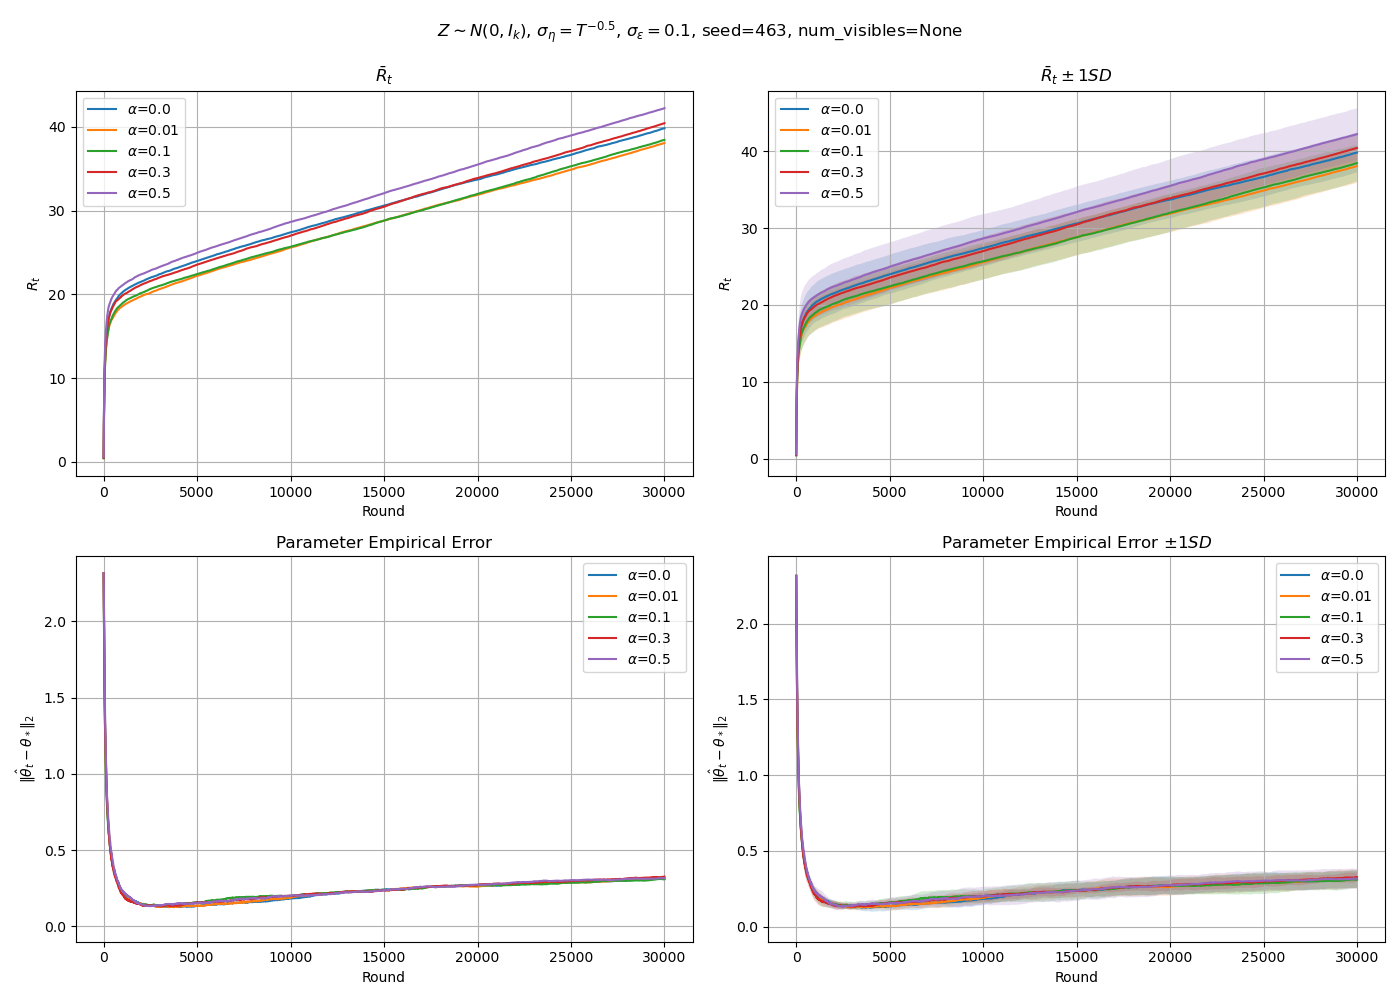 Z ∼ N(0, I_k), σ_η = T^{−0.5}, σ_ε = 0.1, seed=463, num_visibles=None
R̄_t
R_t
40
30
20
10
0
α=0.0
α=0.01
α=0.1
α=0.3
α=0.5
0 5000 10000 15000 20000 25000 30000
Round
R̄_t ± 1SD
R_t
40
30
20
10
0
α=0.0
α=0.01
α=0.1
α=0.3
α=0.5
0 5000 10000 15000 20000 25000 30000
Round
Parameter Empirical Error
‖θ̂_t − θ_*‖_2
2.0
1.5
1.0
0.5
0.0
α=0.0
α=0.01
α=0.1
α=0.3
α=0.5
0 5000 10000 15000 20000 25000 30000
Round
Parameter Empirical Error ±1SD
‖θ̂_t − θ_*‖_2
2.0
1.5
1.0
0.5
0.0
α=0.0
α=0.01
α=0.1
α=0.3
α=0.5
0 5000 10000 15000 20000 25000 30000
Round